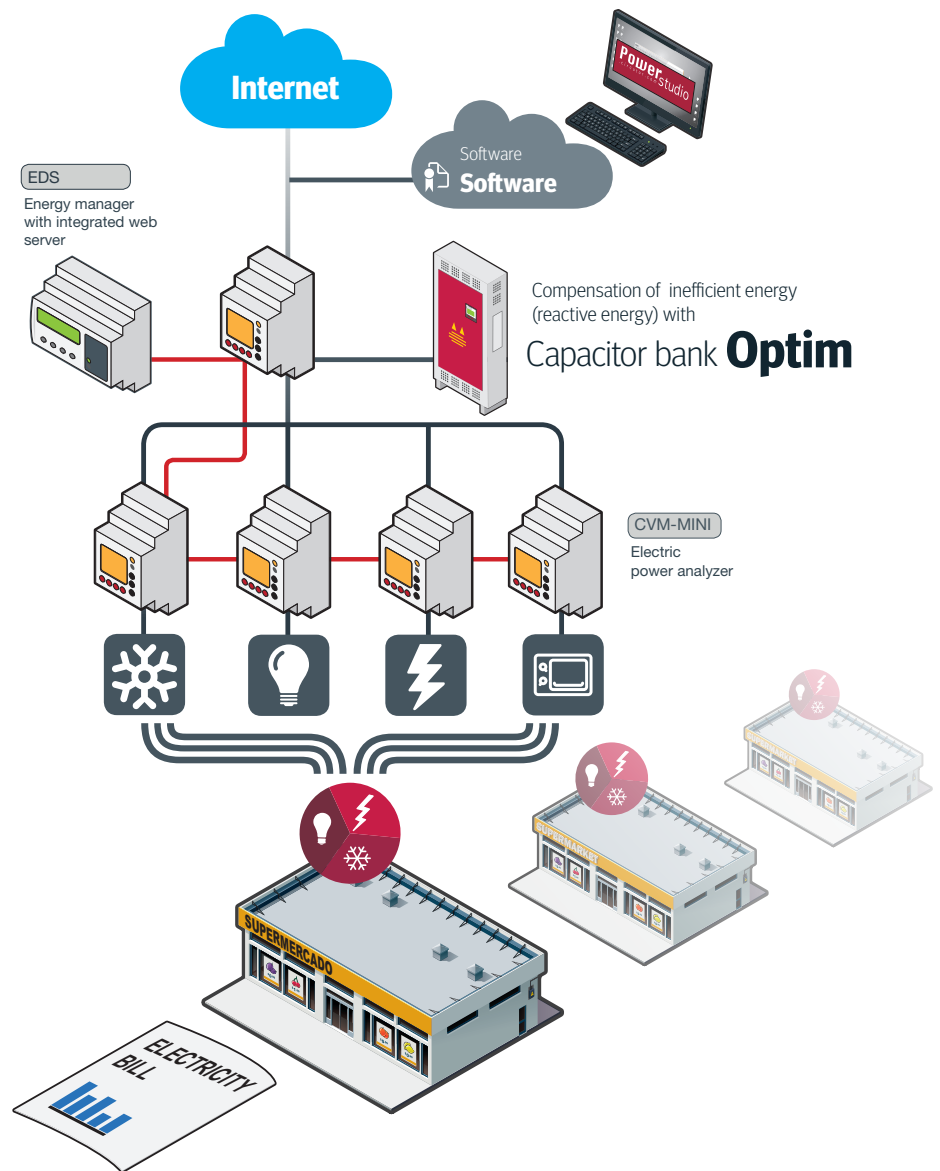 Internet
Power
studio
Software
Software
EDS
Energy manager
with integrated web
server
Compensation of inefficient energy
(reactive energy) with
Capacitor bank Optim
CVM-MINI
Electric
power analyzer
SUPERMARKET
SUPERMARKET
SUPERMERCADO
ELECTRICITY
BILL